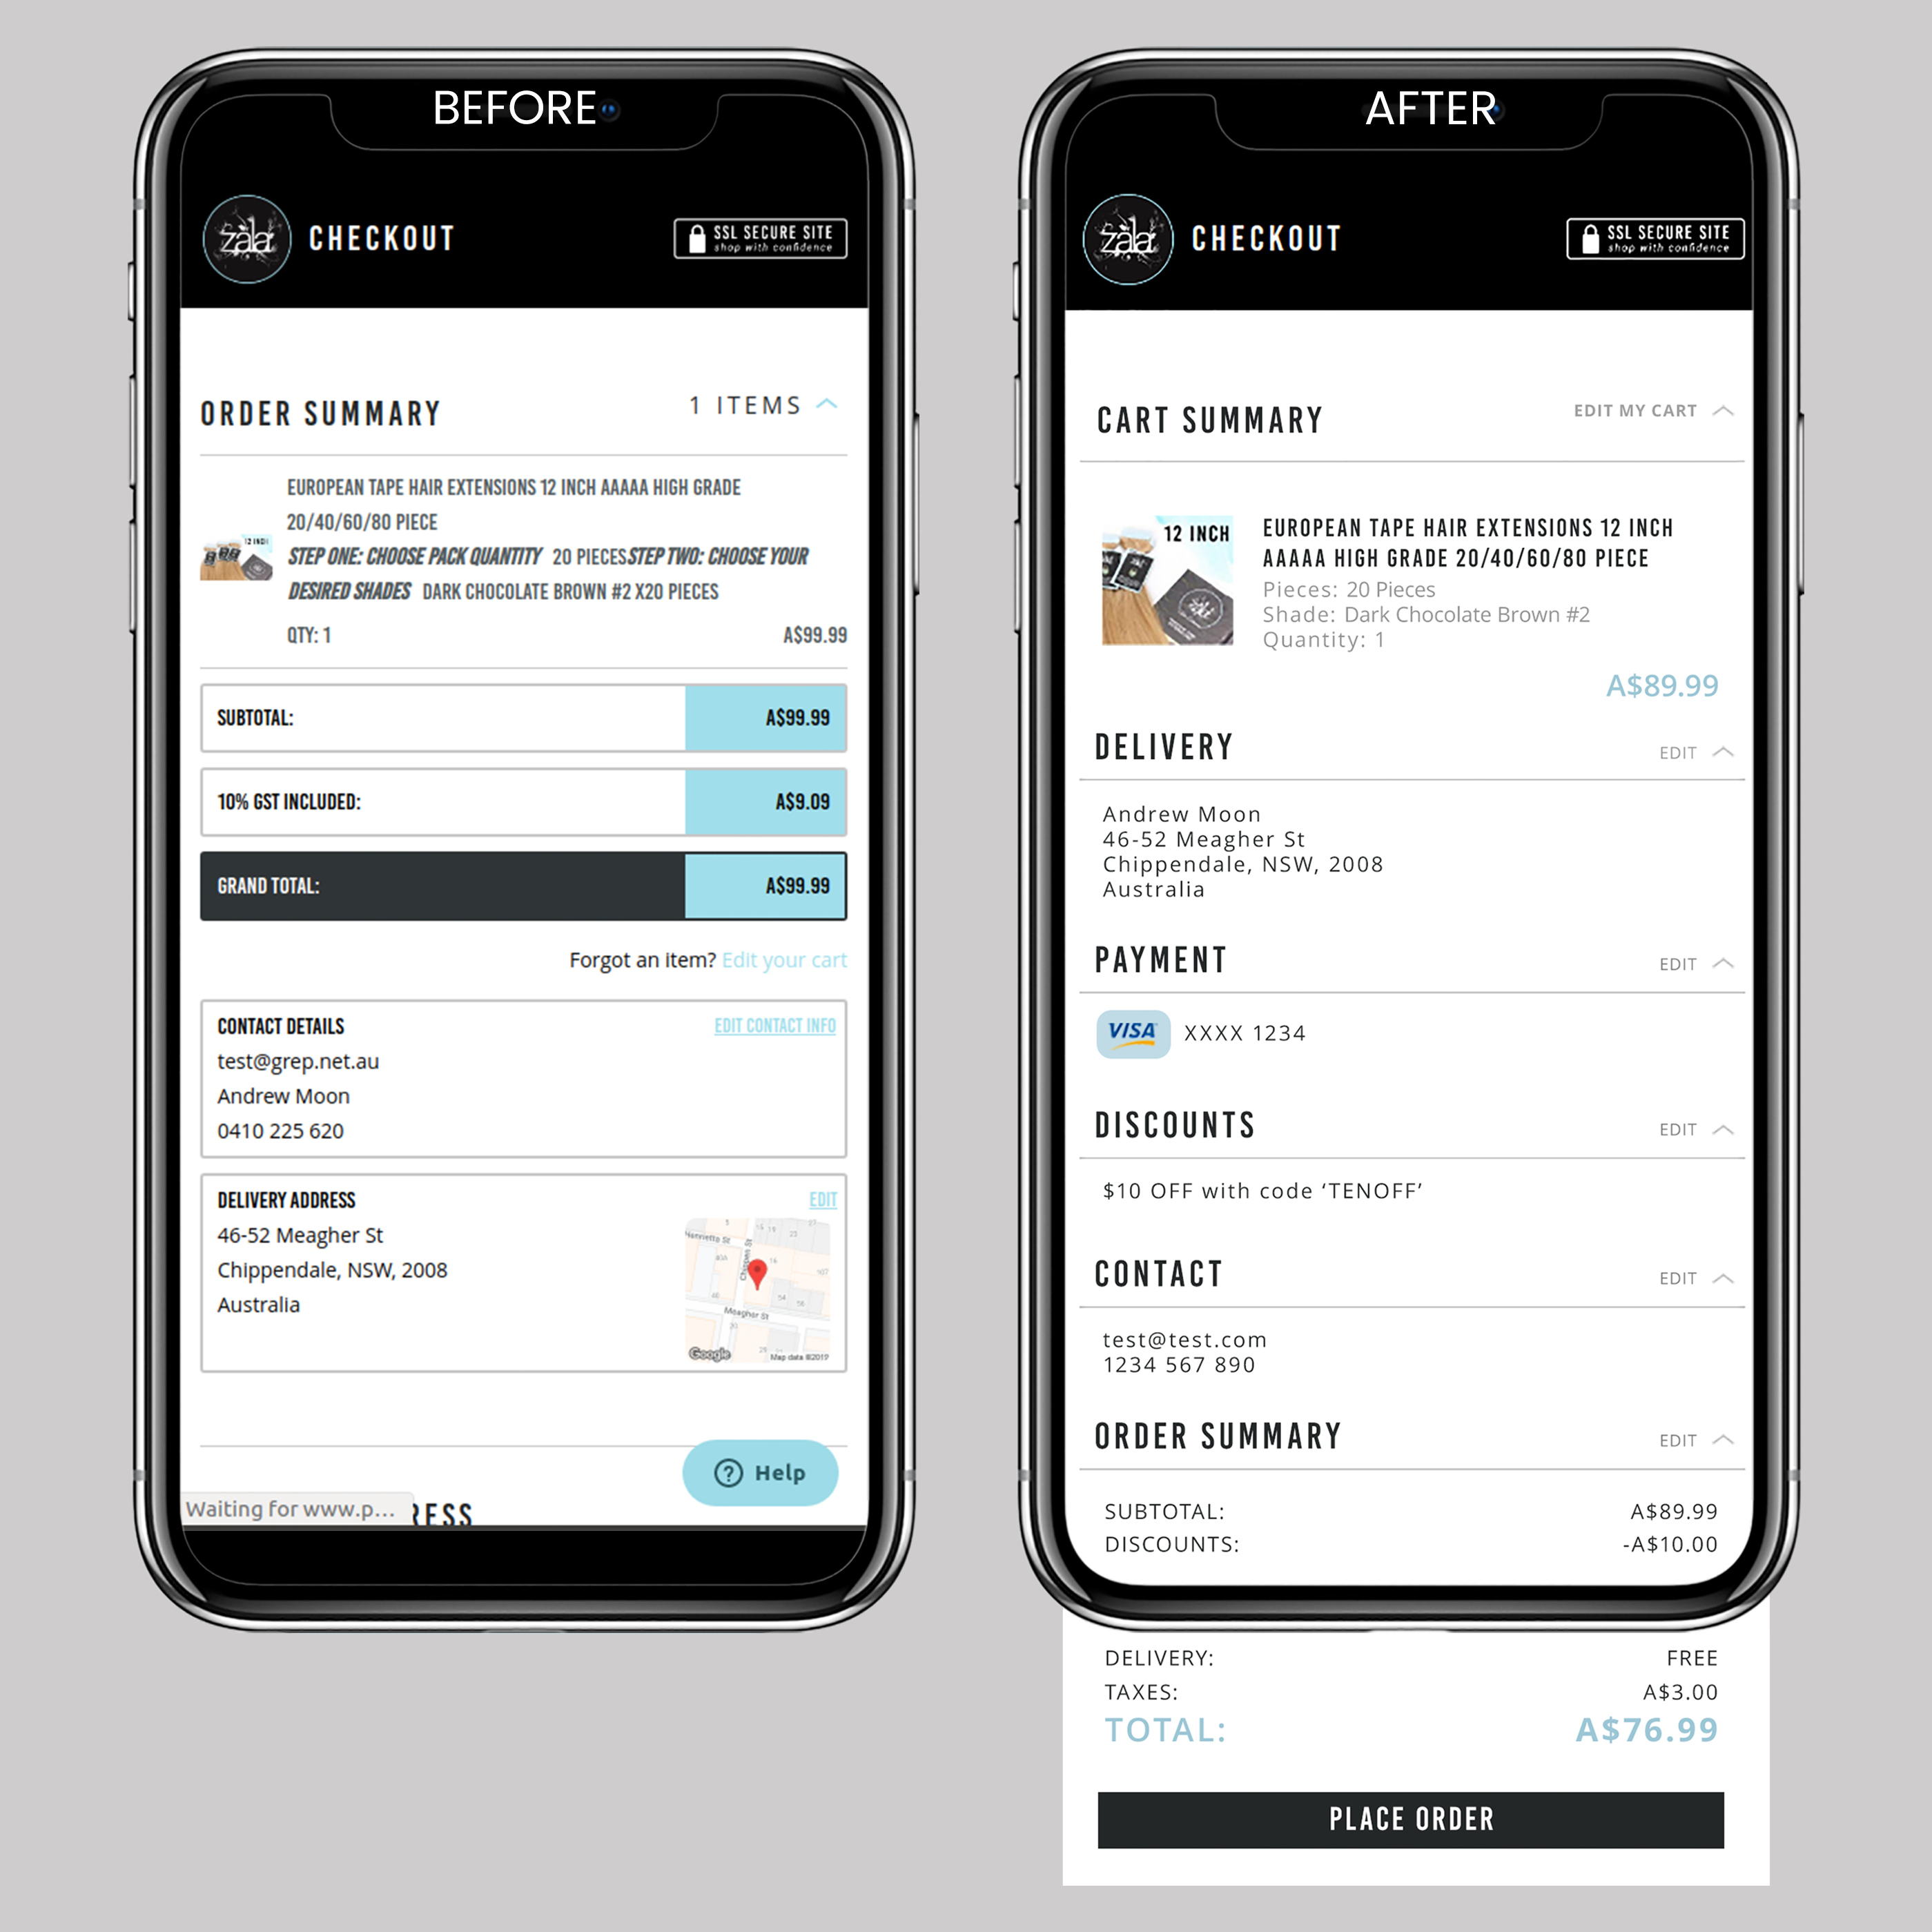 BEFORE
zala
CHECKOUT
SSL SECURE SITE
shop with confidence
ORDER SUMMARY
1 ITEMS
EUROPEAN TAPE HAIR EXTENSIONS 12 INCH AAAAA HIGH GRADE
20/40/60/80 PIECE
12 INCH
STEP ONE: CHOOSE PACK QUANTITY 20 PIECESSTEP TWO: CHOOSE YOUR
DESIRED SHADES DARK CHOCOLATE BROWN #2 X20 PIECES
QTY: 1
A$99.99
SUBTOTAL:
A$99.99
10% GST INCLUDED:
A$9.09
GRAND TOTAL:
A$99.99
Forgot an item? Edit your cart
CONTACT DETAILS
EDIT CONTACT INFO
test@grep.net.au
Andrew Moon
0410 225 620
DELIVERY ADDRESS
EDIT
46-52 Meagher St
Chippendale, NSW, 2008
Australia
Henrietta St
Chippen St
Meagher St
Google
Map data ©2019
Help
Waiting for www.p...
RESS
AFTER
zala
CHECKOUT
SSL SECURE SITE
shop with confidence
CART SUMMARY
EDIT MY CART
12 INCH
EUROPEAN TAPE HAIR EXTENSIONS 12 INCH
AAAAA HIGH GRADE 20/40/60/80 PIECE
Pieces: 20 Pieces
Shade: Dark Chocolate Brown #2
Quantity: 1
A$89.99
DELIVERY
EDIT
Andrew Moon
46-52 Meagher St
Chippendale, NSW, 2008
Australia
PAYMENT
EDIT
VISA XXXX 1234
DISCOUNTS
EDIT
$10 OFF with code ‘TENOFF’
CONTACT
EDIT
test@test.com
1234 567 890
ORDER SUMMARY
EDIT
SUBTOTAL:
A$89.99
DISCOUNTS:
-A$10.00
DELIVERY:
FREE
TAXES:
A$3.00
TOTAL:
A$76.99
PLACE ORDER